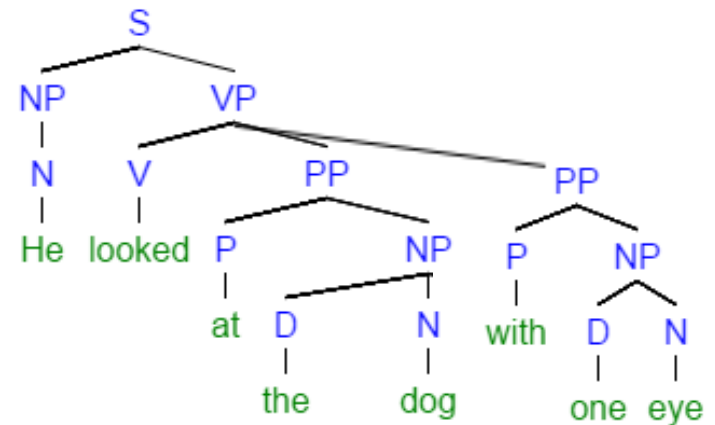 S
NP VP
N V PP PP
He looked P NP P NP
at D N with D N
the dog one eye